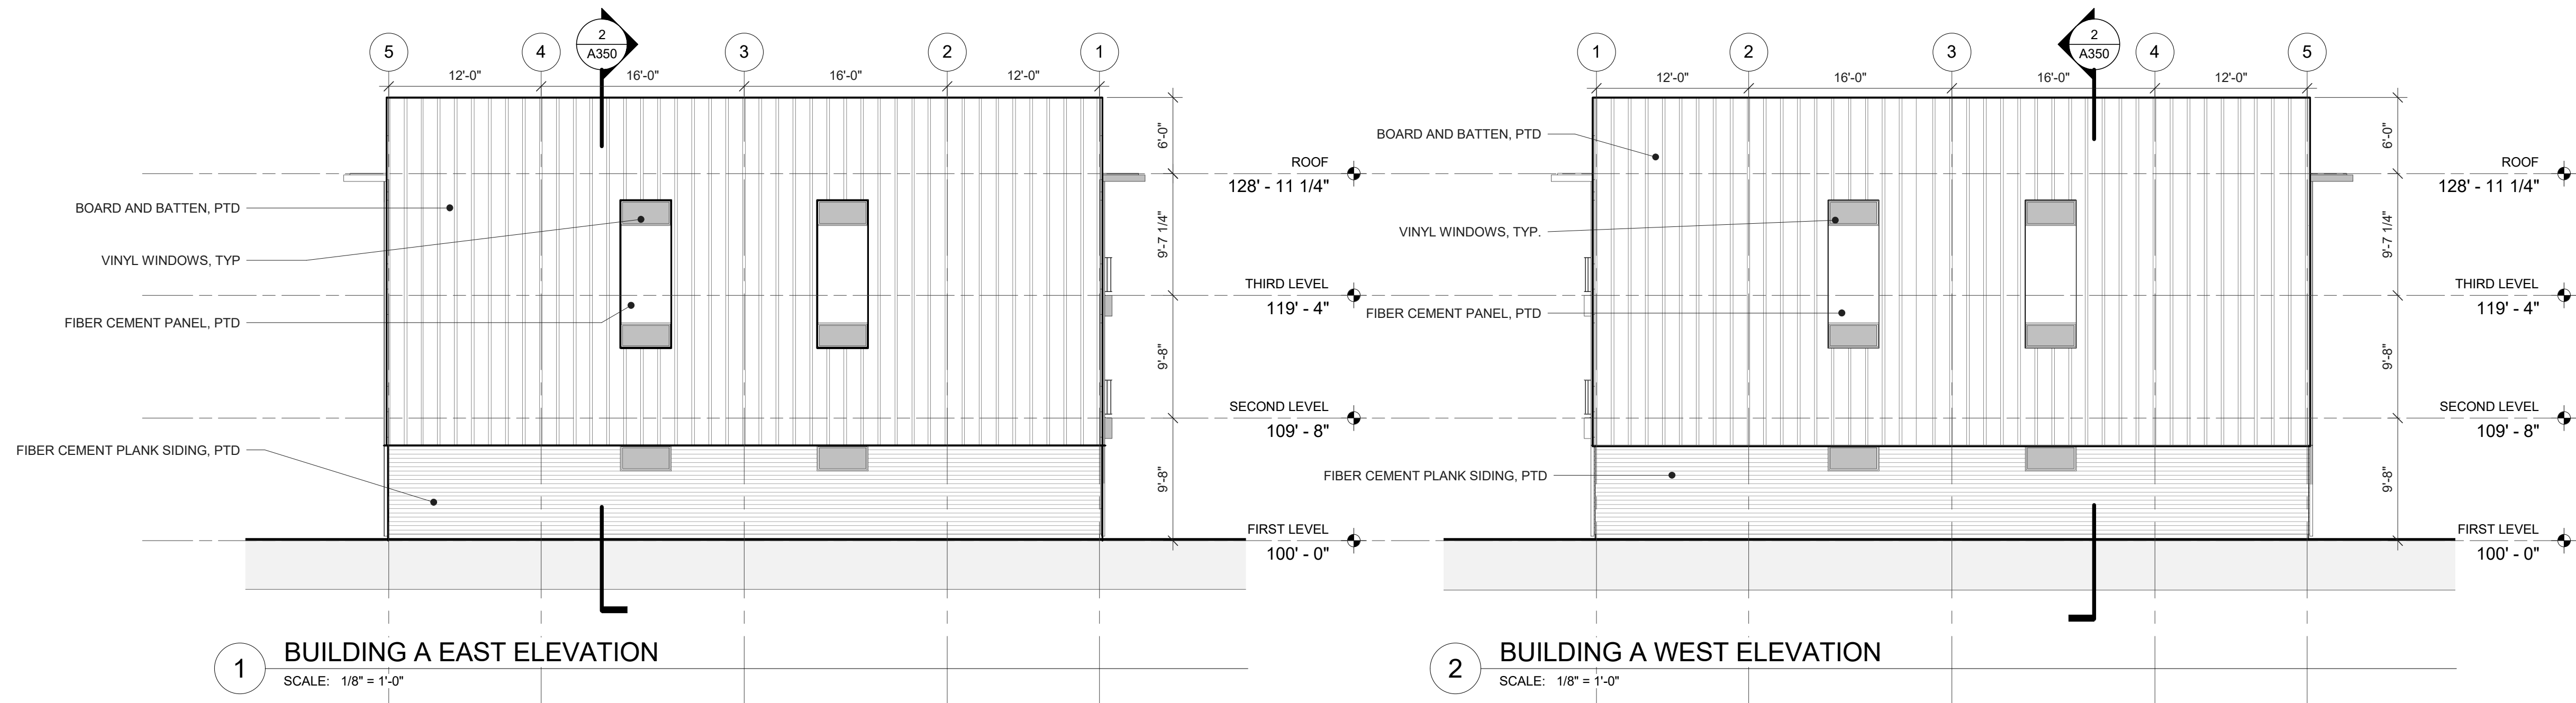 5
4
2
A350
3
2
1
12'-0"
16'-0"
16'-0"
12'-0"
6'-0"
ROOF
128' - 11 1/4"
BOARD AND BATTEN, PTD
9'-7 1/4"
VINYL WINDOWS, TYP
THIRD LEVEL
119' - 4"
FIBER CEMENT PANEL, PTD
9'-8"
SECOND LEVEL
109' - 8"
FIBER CEMENT PLANK SIDING, PTD
9'-8"
FIRST LEVEL
100' - 0"
1
BUILDING A EAST ELEVATION
SCALE: 1/8" = 1'-0"
1
2
3
2
A350
4
5
12'-0"
16'-0"
16'-0"
12'-0"
BOARD AND BATTEN, PTD
6'-0"
ROOF
128' - 11 1/4"
VINYL WINDOWS, TYP.
9'-7 1/4"
THIRD LEVEL
119' - 4"
FIBER CEMENT PANEL, PTD
9'-8"
SECOND LEVEL
109' - 8"
FIBER CEMENT PLANK SIDING, PTD
9'-8"
FIRST LEVEL
100' - 0"
2
BUILDING A WEST ELEVATION
SCALE: 1/8" = 1'-0"